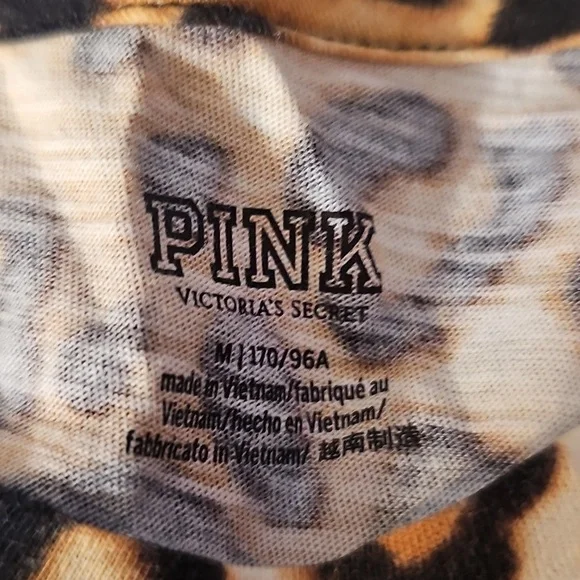 PINK
VICTORIA'S SECRET
M | 170/96A
made in Vietnam/fabriqué au
Vietnam/hecho en Vietnam/
fabbricato in Vietnam/ 越南制造